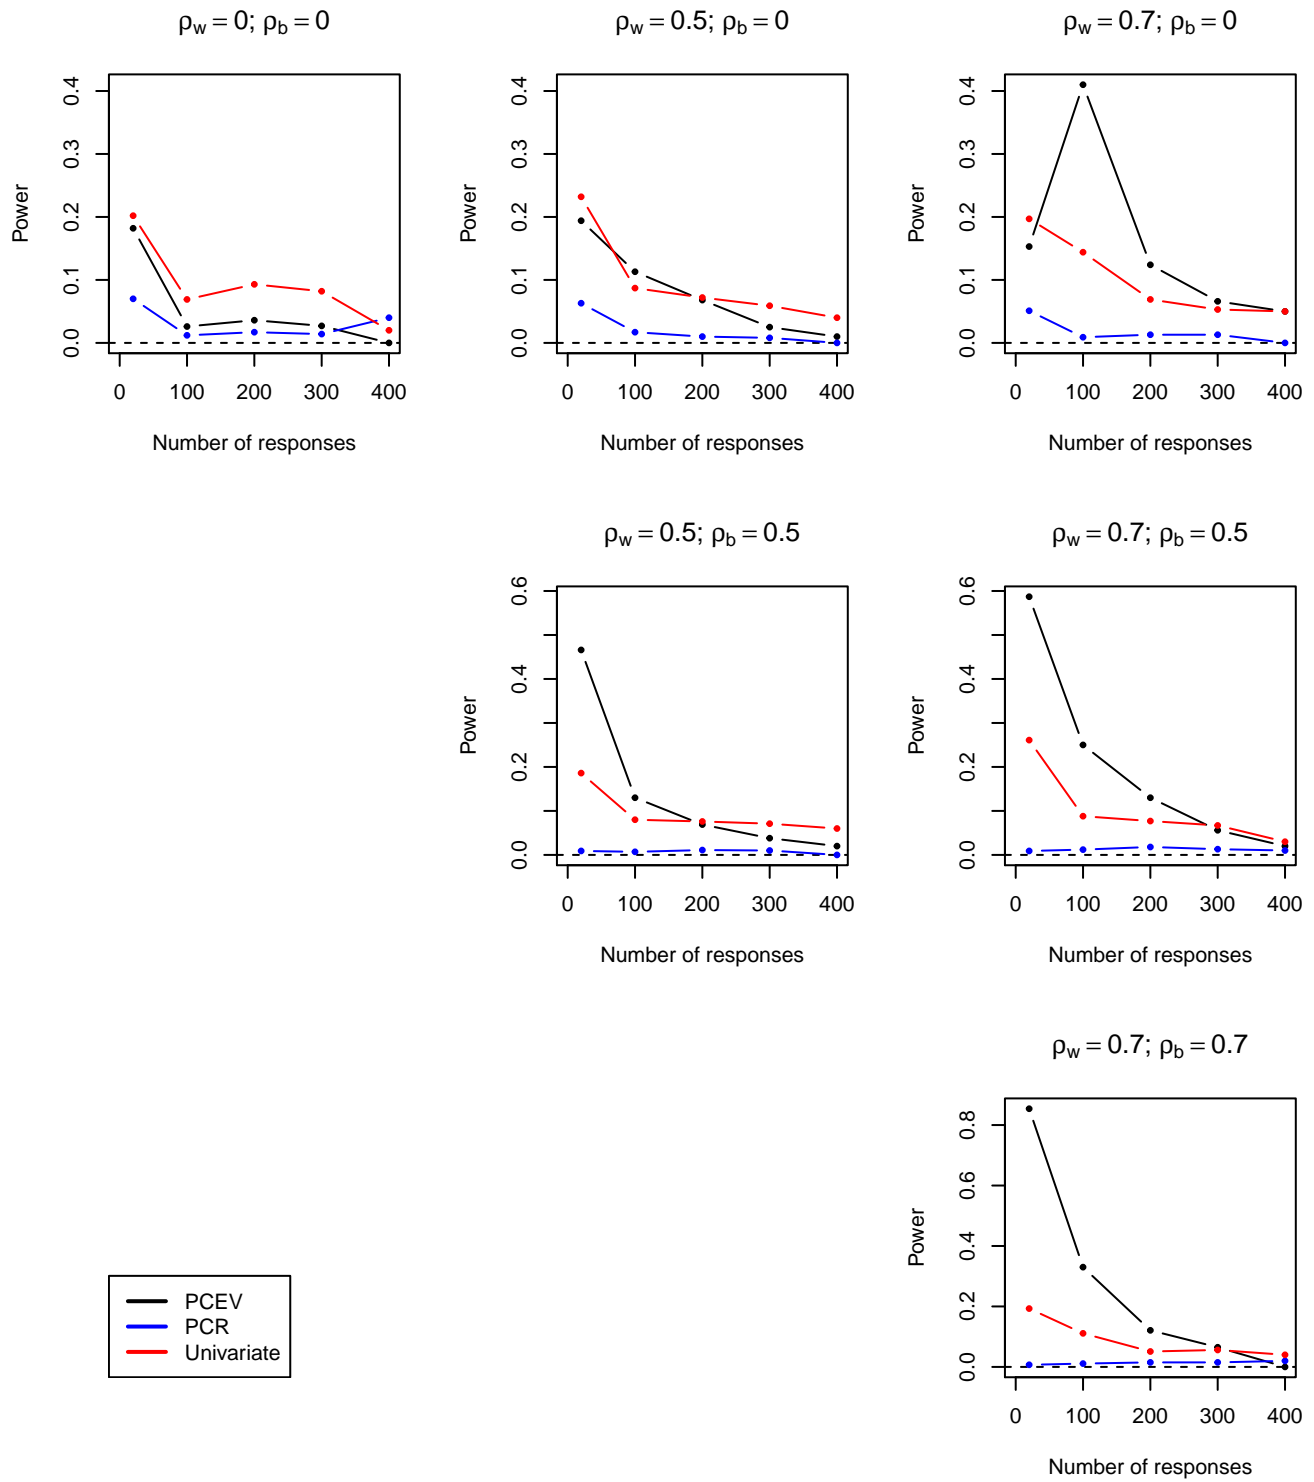 ρw = 0; ρb = 0
ρw = 0.5; ρb = 0
ρw = 0.7; ρb = 0
Power
0.0 0.1 0.2 0.3 0.4
0 100 200 300 400
Number of responses
Power
0.0 0.1 0.2 0.3 0.4
0 100 200 300 400
Number of responses
Power
0.0 0.1 0.2 0.3 0.4
0 100 200 300 400
Number of responses
ρw = 0.5; ρb = 0.5
ρw = 0.7; ρb = 0.5
Power
0.0 0.2 0.4 0.6
0 100 200 300 400
Number of responses
Power
0.0 0.2 0.4 0.6
0 100 200 300 400
Number of responses
ρw = 0.7; ρb = 0.7
Power
0.0 0.2 0.4 0.6 0.8
0 100 200 300 400
Number of responses
PCEV
PCR
Univariate